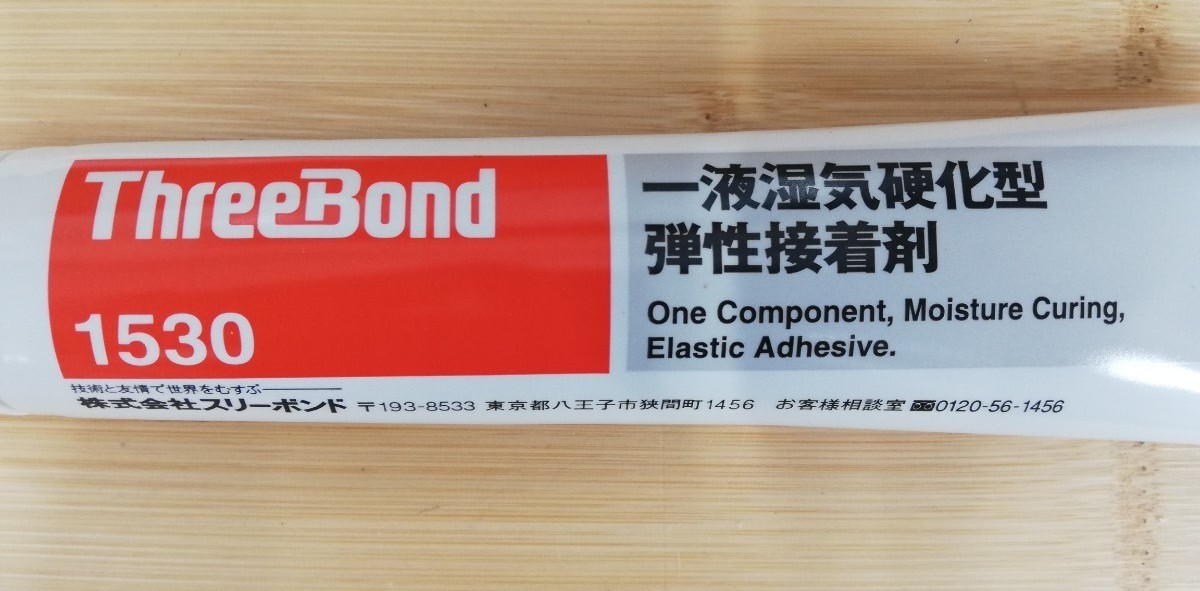 ThreeBond
1530
一液湿気硬化型
弾性接着剤
One Component, Moisture Curing,
Elastic Adhesive.
技術と友情で世界をむすぶ
株式会社スリーボンド 〒193-8533 東京都八王子市狭間町1456 お客様相談室 0120-56-1456